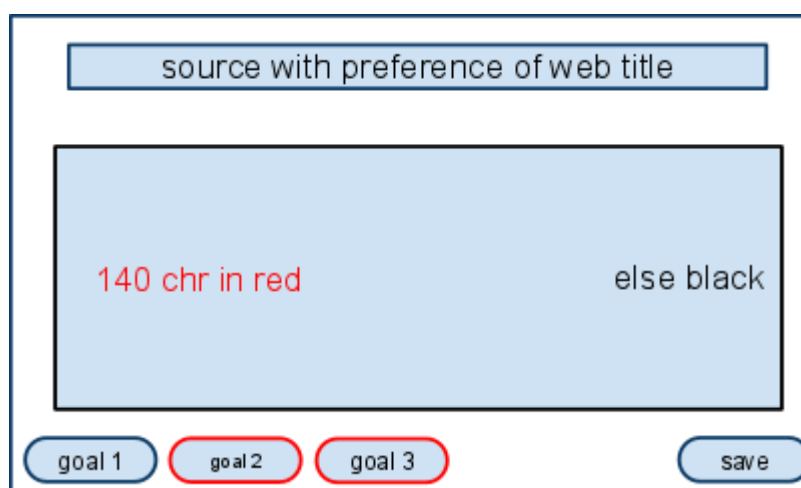 source with preference of web title
140 chr in red else black
goal 1 goal 2 goal 3 save